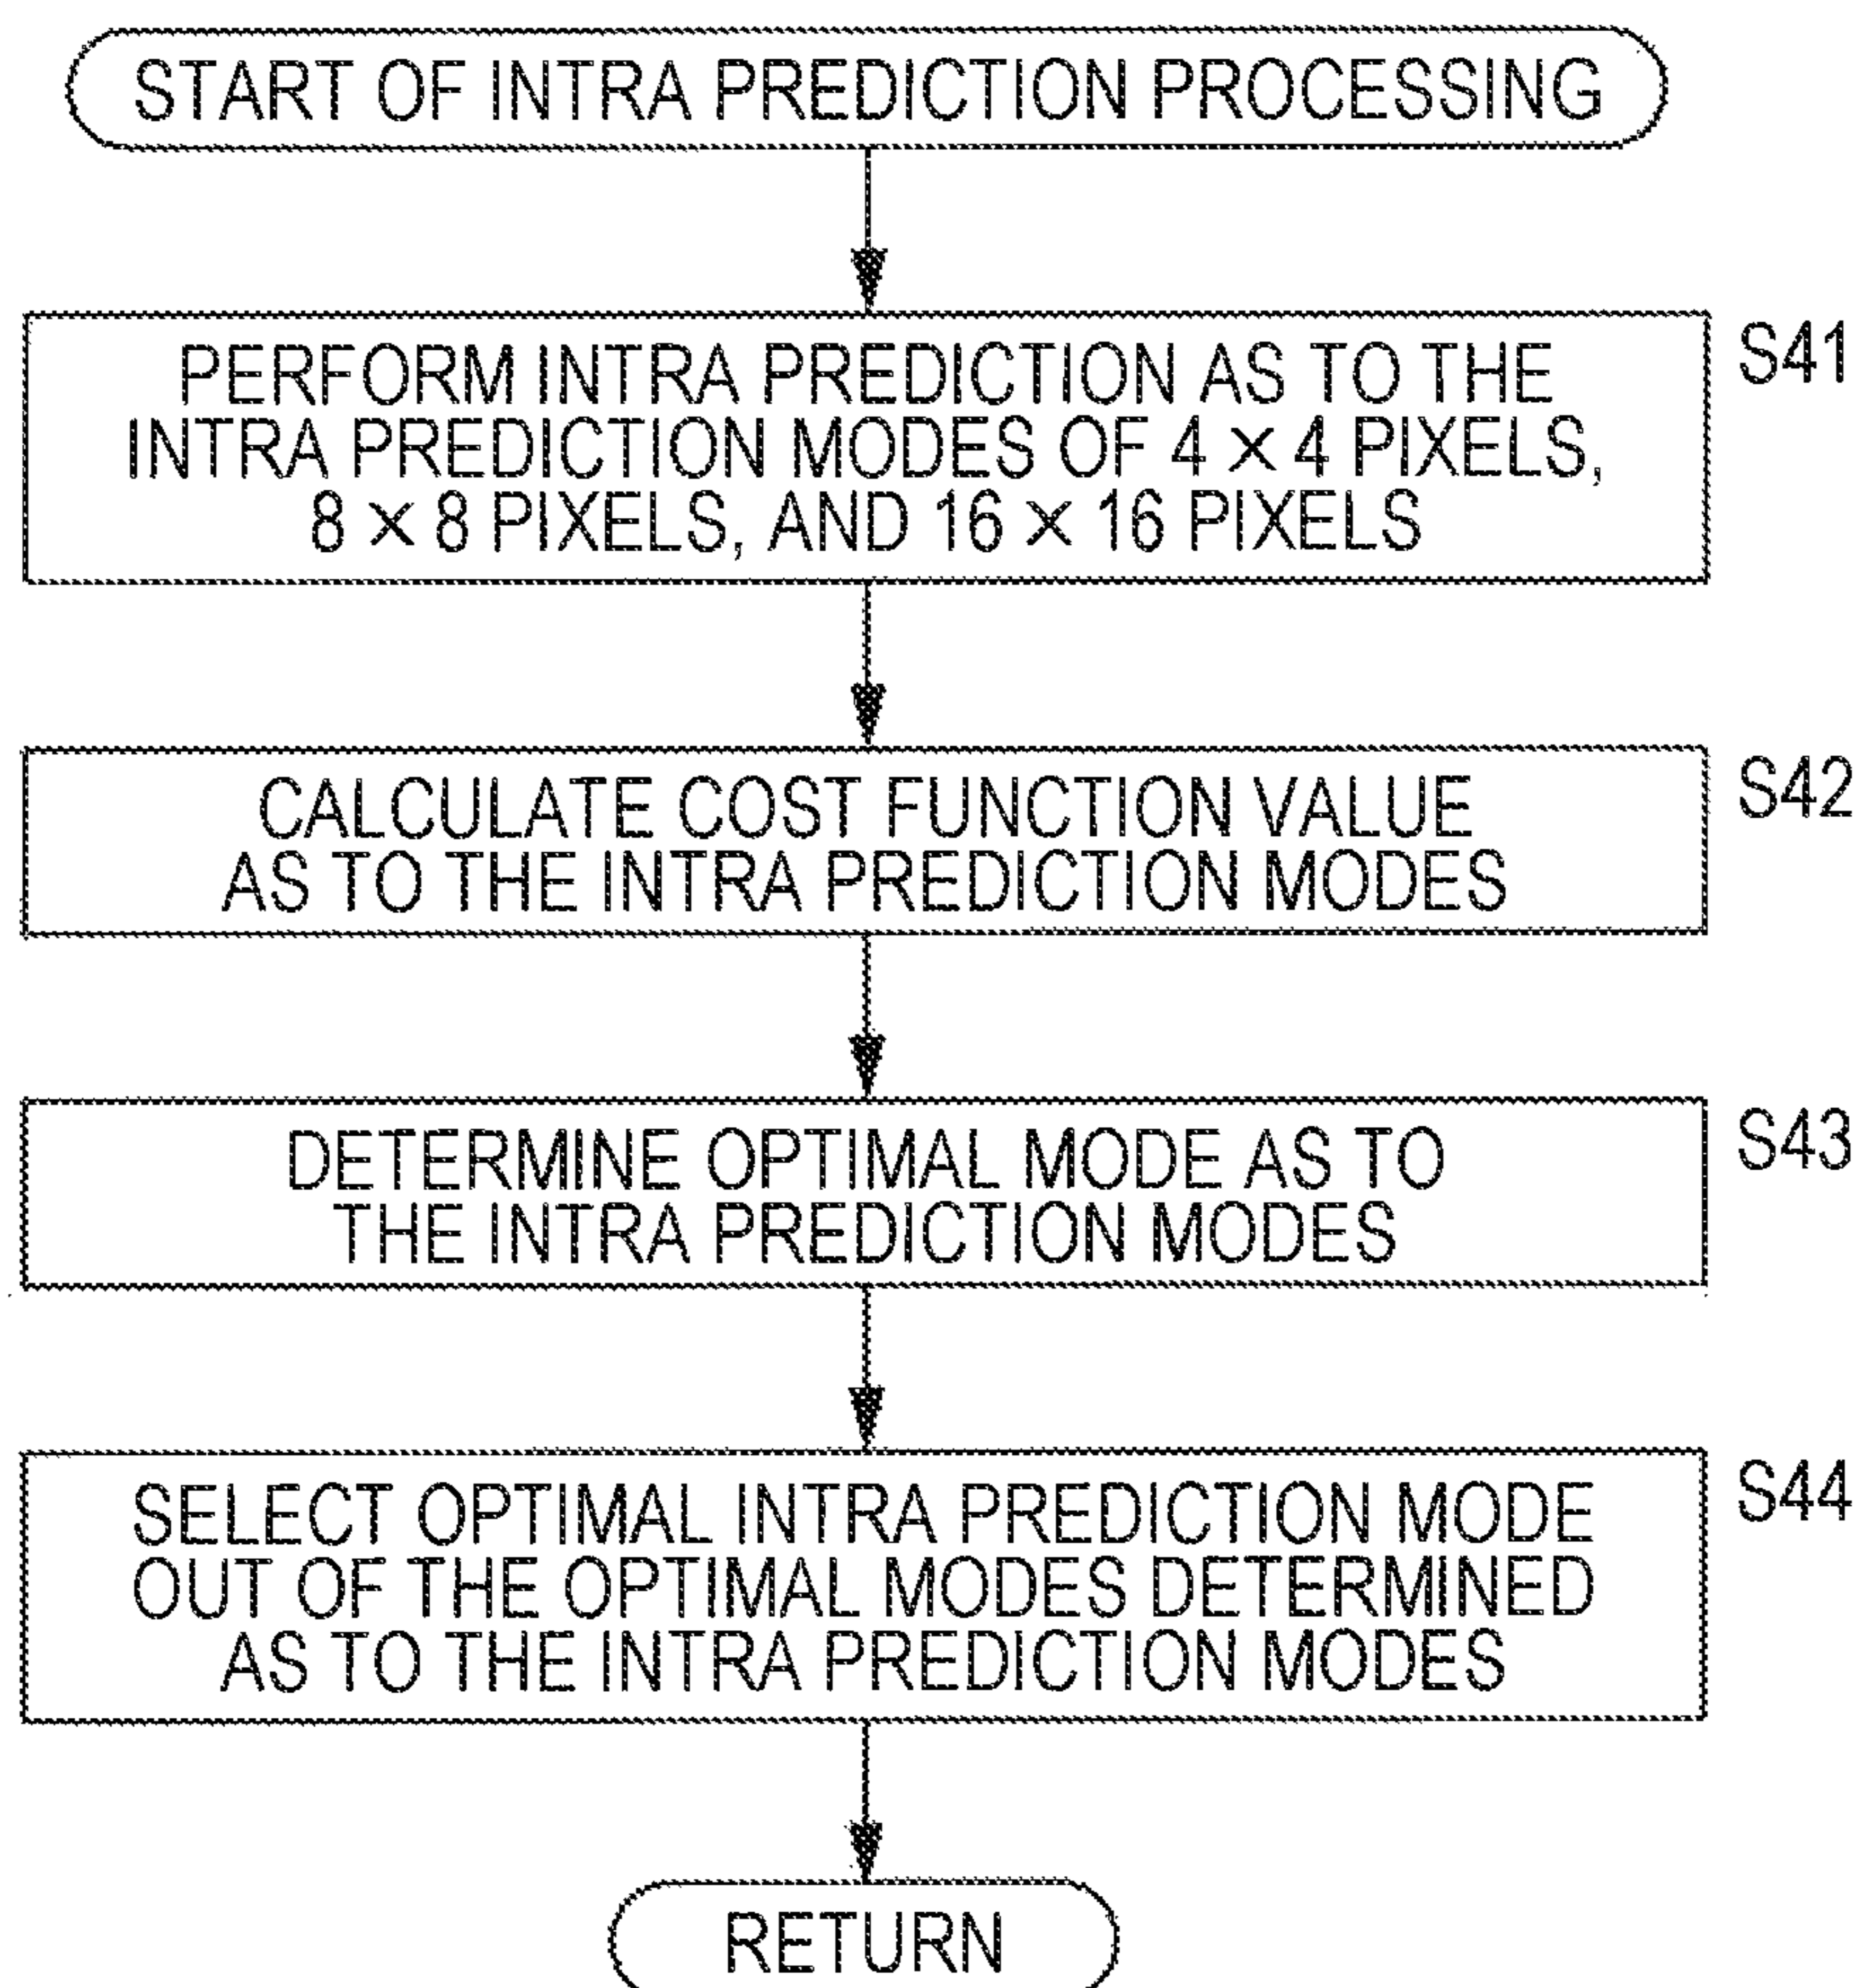 START OF INTRA PREDICTION PROCESSING
PERFORM INTRA PREDICTION AS TO THE
INTRA PREDICTION MODES OF 4 × 4 PIXELS,
8 × 8 PIXELS, AND 16 × 16 PIXELS
S41
CALCULATE COST FUNCTION VALUE
AS TO THE INTRA PREDICTION MODES
S42
DETERMINE OPTIMAL MODE AS TO
THE INTRA PREDICTION MODES
S43
SELECT OPTIMAL INTRA PREDICTION MODE
OUT OF THE OPTIMAL MODES DETERMINED
AS TO THE INTRA PREDICTION MODES
S44
RETURN